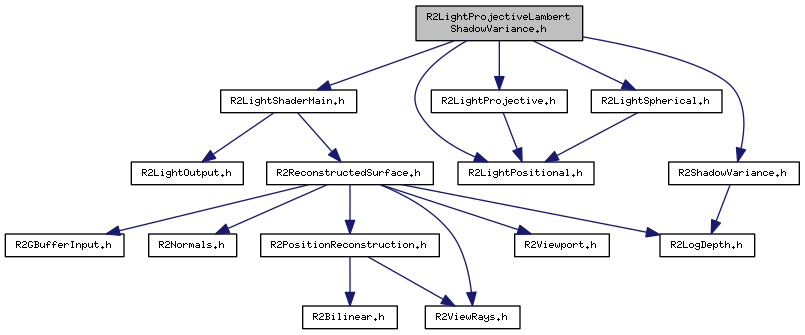 R2LightProjectiveLambert
ShadowVariance.h
R2LightShaderMain.h
R2LightProjective.h
R2LightSpherical.h
R2LightOutput.h
R2ReconstructedSurface.h
R2LightPositional.h
R2ShadowVariance.h
R2GBufferInput.h
R2Normals.h
R2PositionReconstruction.h
R2Viewport.h
R2LogDepth.h
R2Bilinear.h
R2ViewRays.h